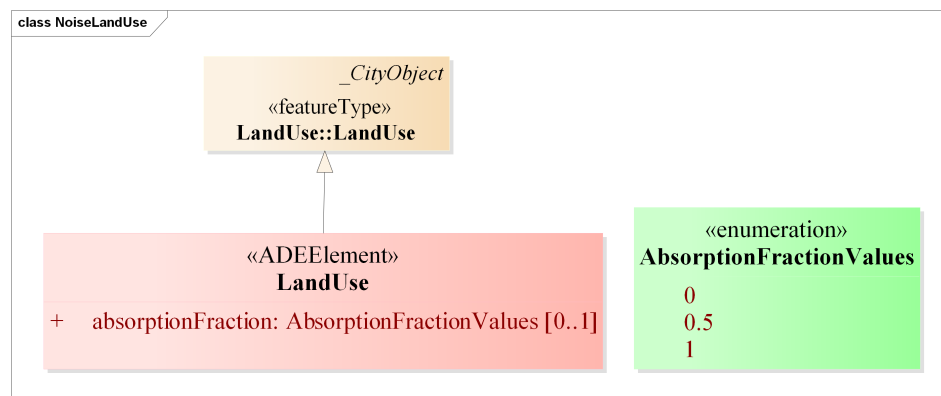 class NoiseLandUse
_CityObject
«featureType»
LandUse::LandUse
«ADEElement»
LandUse
+ absorptionFraction: AbsorptionFractionValues [0..1]
«enumeration»
AbsorptionFractionValues
0
0.5
1